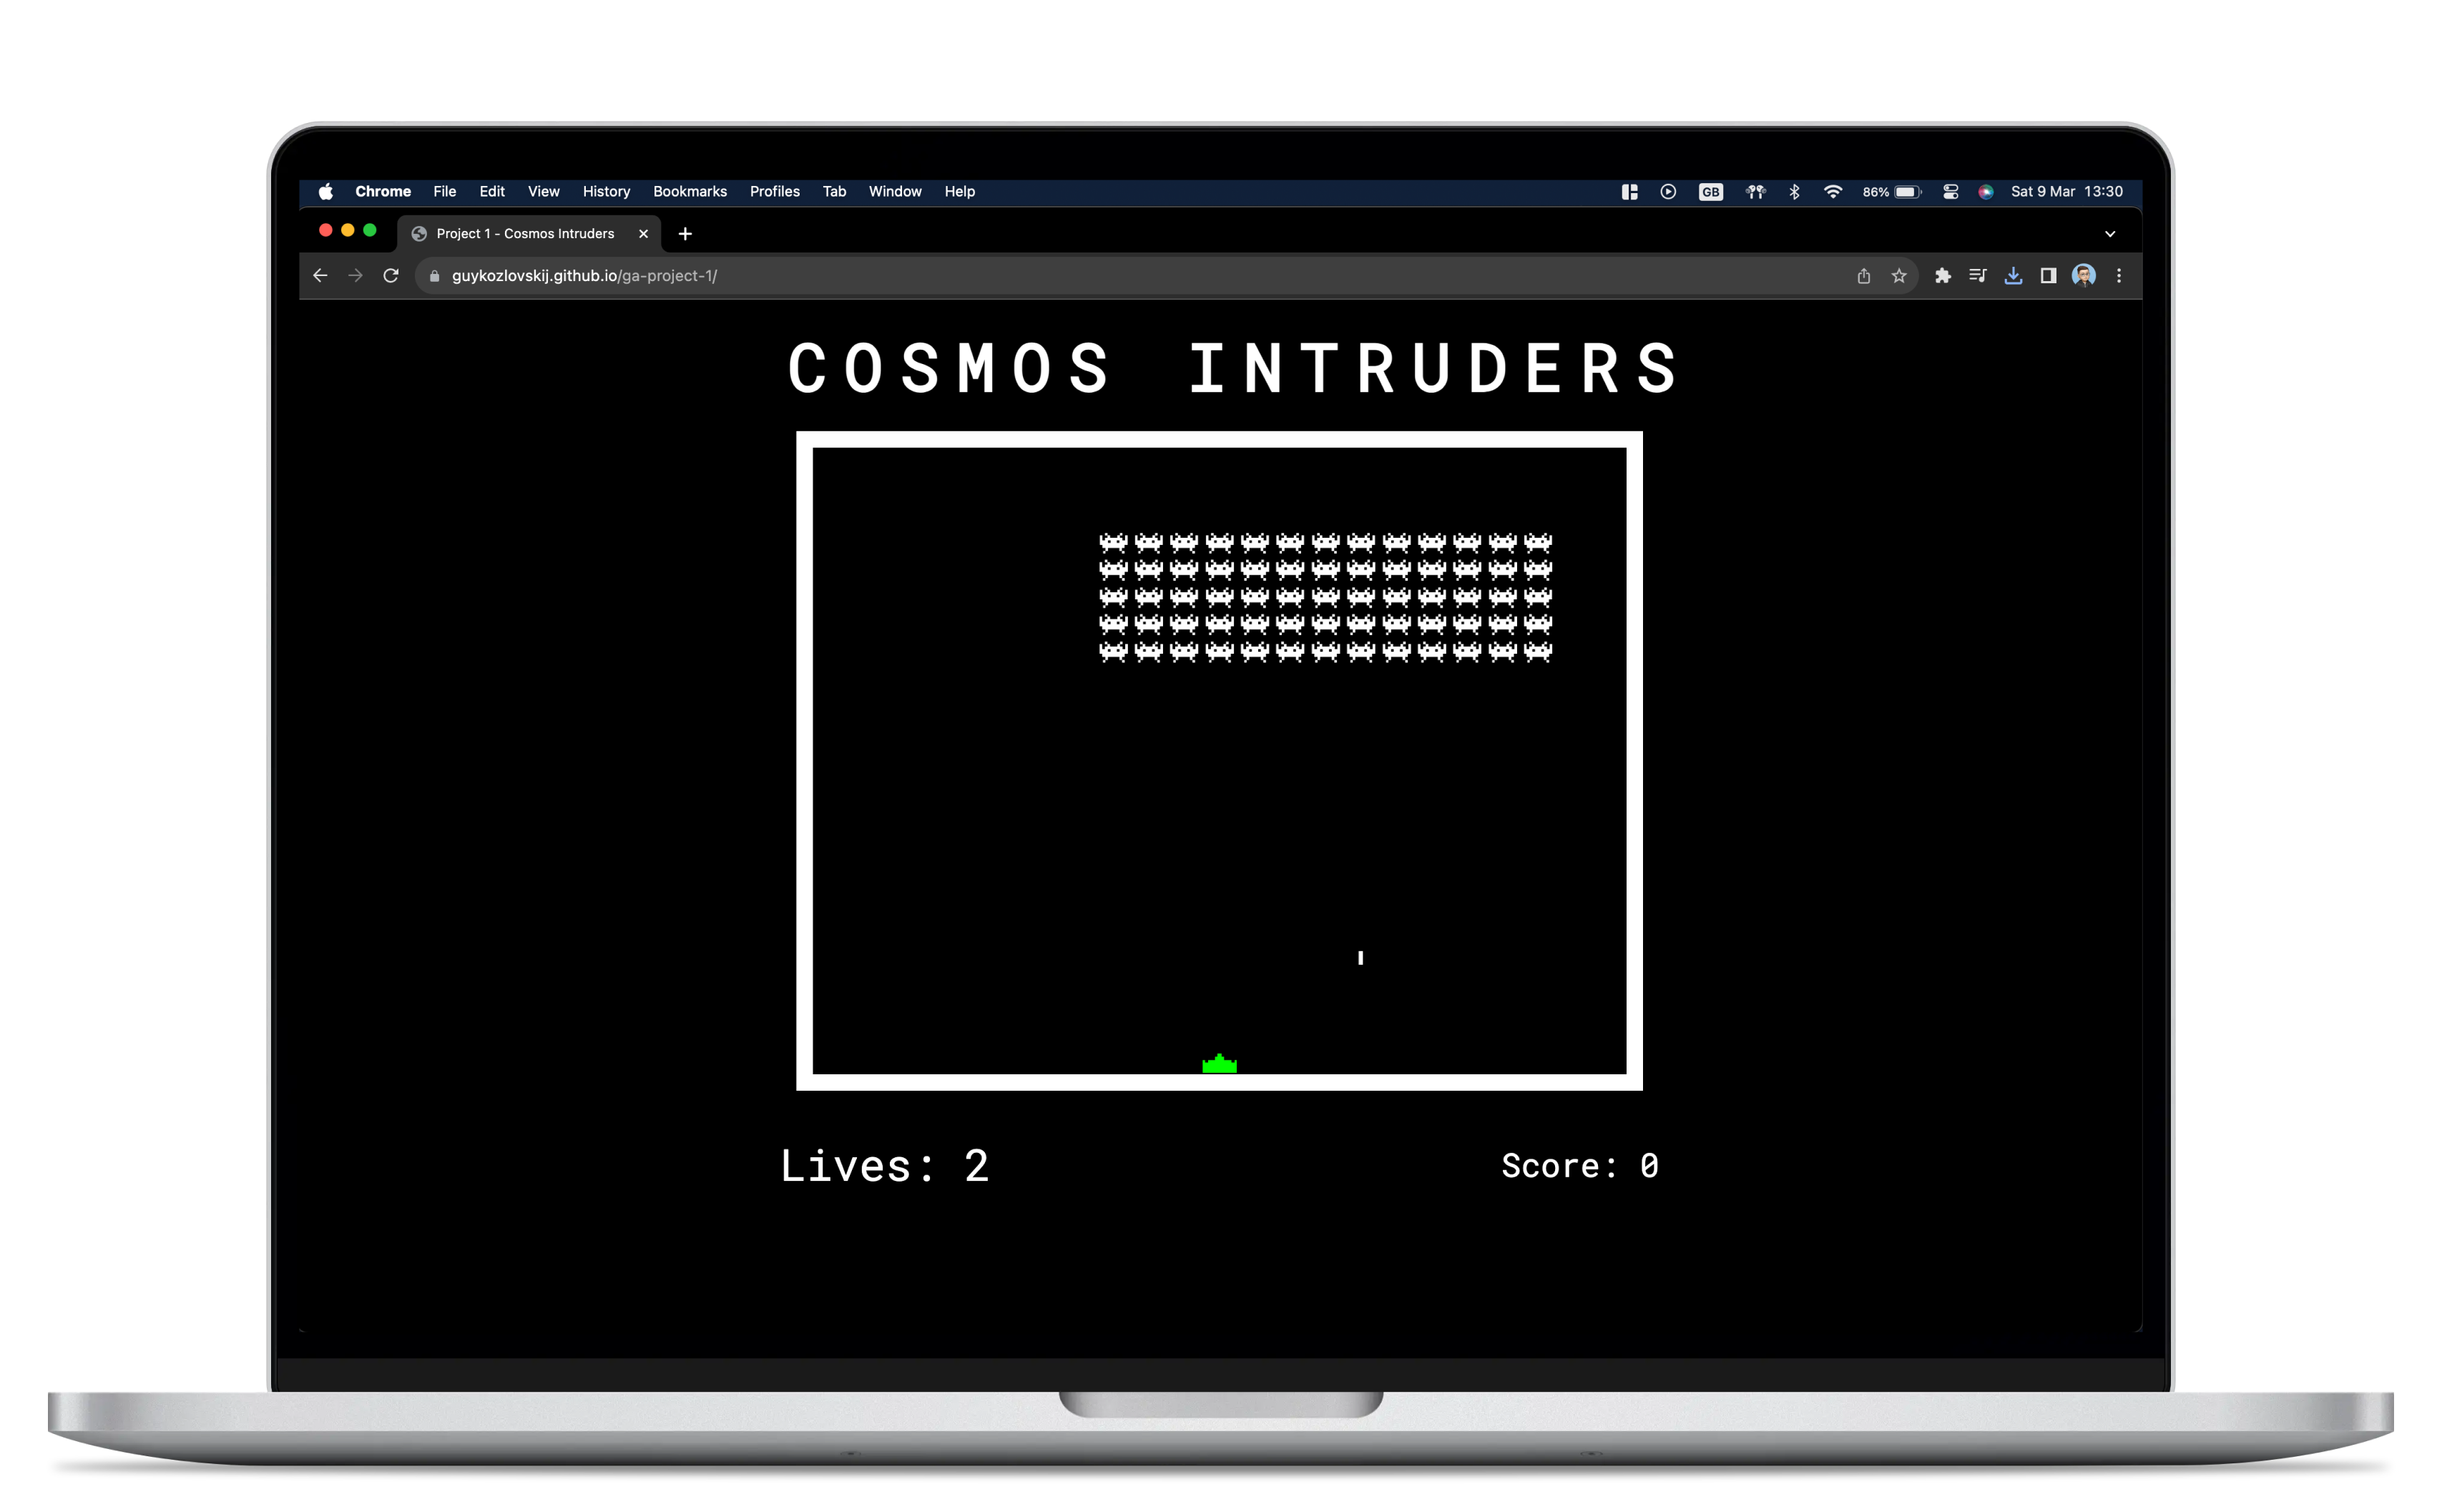 Chrome File Edit View History Bookmarks Profiles Tab Window Help GB 86% Sat 9 Mar 13:30
Project 1 - Cosmos Intruders
guykozlovskij.github.io/ga-project-1/
COSMOS INTRUDERS
Lives: 2 Score: 0